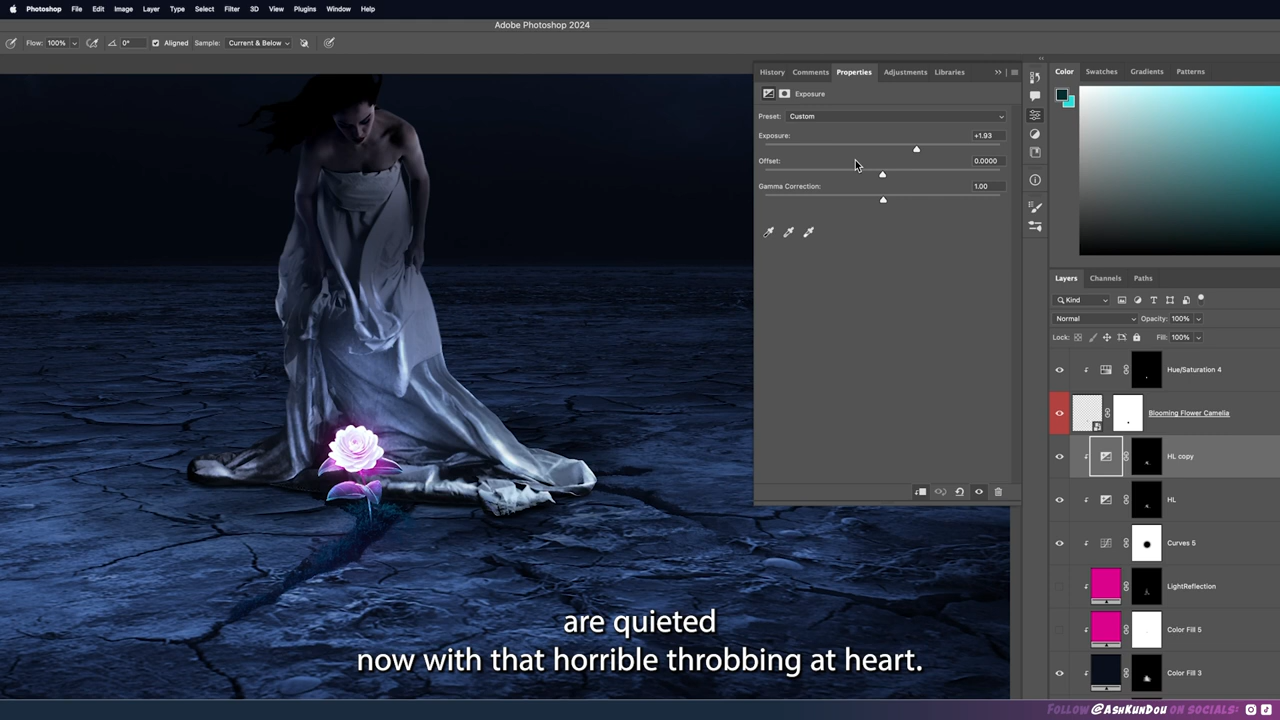 Photoshop File Edit Image Layer Type Select Filter 3D View Plugins Window Help
Adobe Photoshop 2024
Flow: 100% 0° Aligned Sample: Current & Below
History Comments Properties Adjustments Libraries
Exposure
Preset: Custom
Exposure: +1.93
Offset: 0.0000
Gamma Correction: 1.00
Color Swatches Gradients Patterns
Layers Channels Paths
Kind
Normal Opacity: 100%
Lock: Fill: 100%
Hue/Saturation 4
Blooming Flower Camelia
HL copy
HL
Curves 5
LightReflection
Color Fill 5
Color Fill 3
are quieted
now with that horrible throbbing at heart.
Follow @AshKunDou on socials: